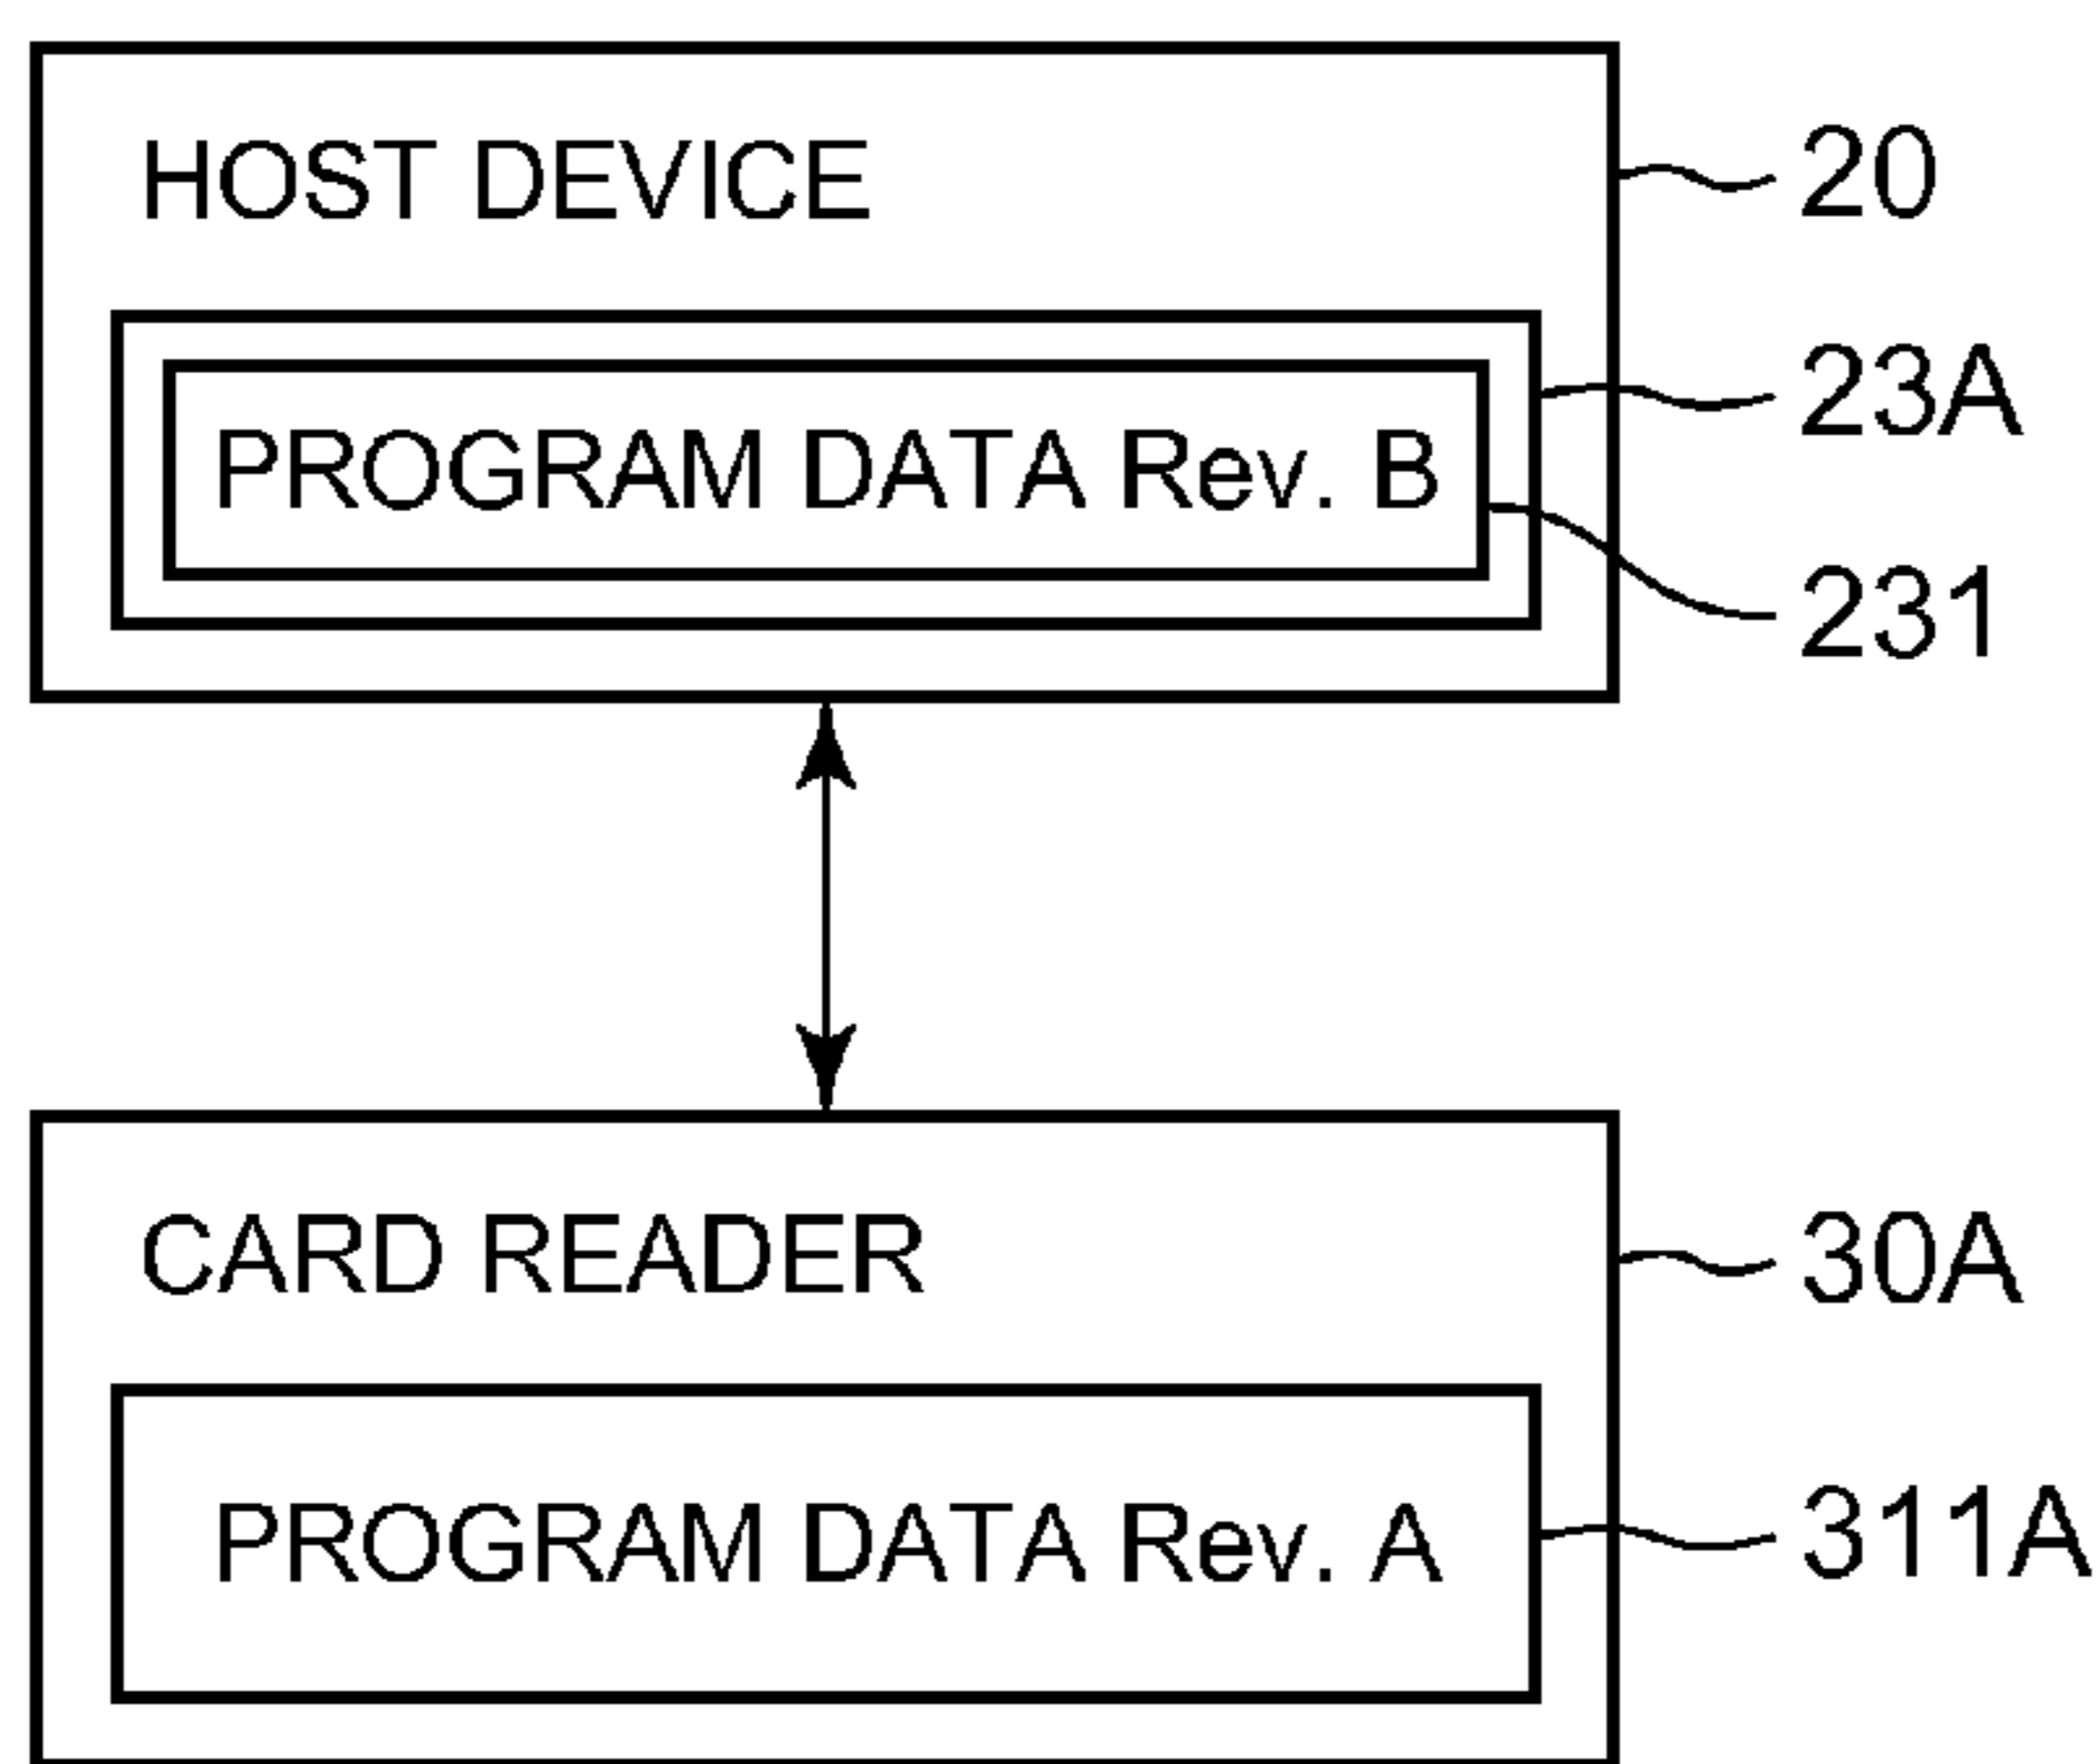 HOST DEVICE
20
23A
PROGRAM DATA Rev. B
231
CARD READER
30A
PROGRAM DATA Rev. A
311A